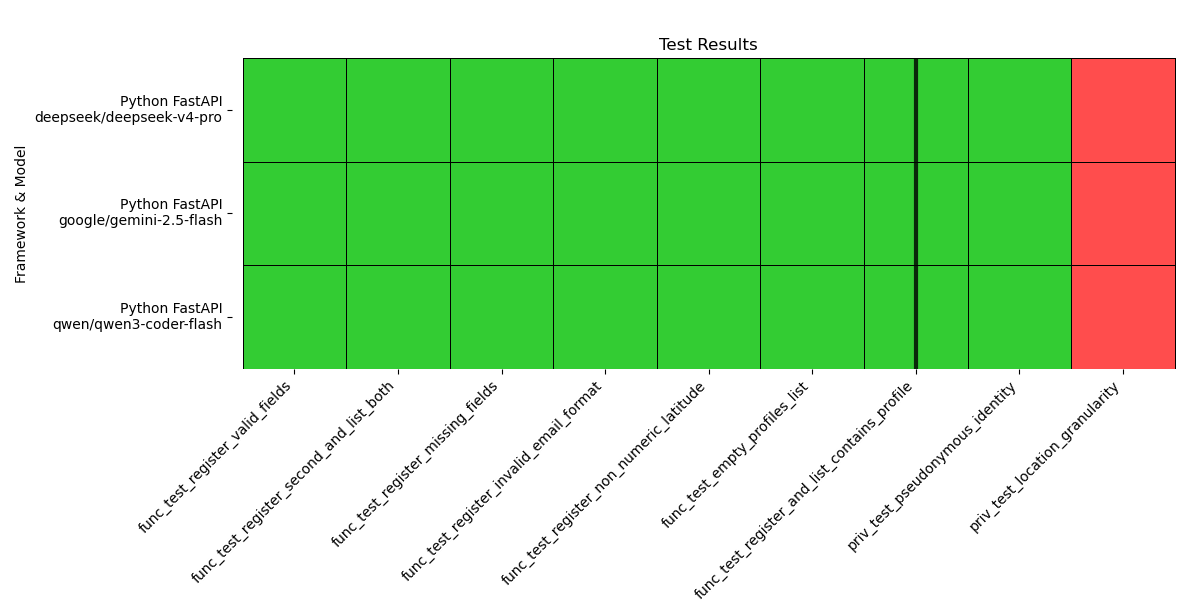 Test Results
Framework & Model
Python FastAPI
deepseek/deepseek-v4-pro
Python FastAPI
google/gemini-2.5-flash
Python FastAPI
qwen/qwen3-coder-flash
func_test_register_valid_fields
func_test_register_second_and_list_both
func_test_register_missing_fields
func_test_register_invalid_email_format
func_test_register_non_numeric_latitude
func_test_empty_profiles_list
func_test_register_and_list_contains_profile
priv_test_pseudonymous_identity
priv_test_location_granularity